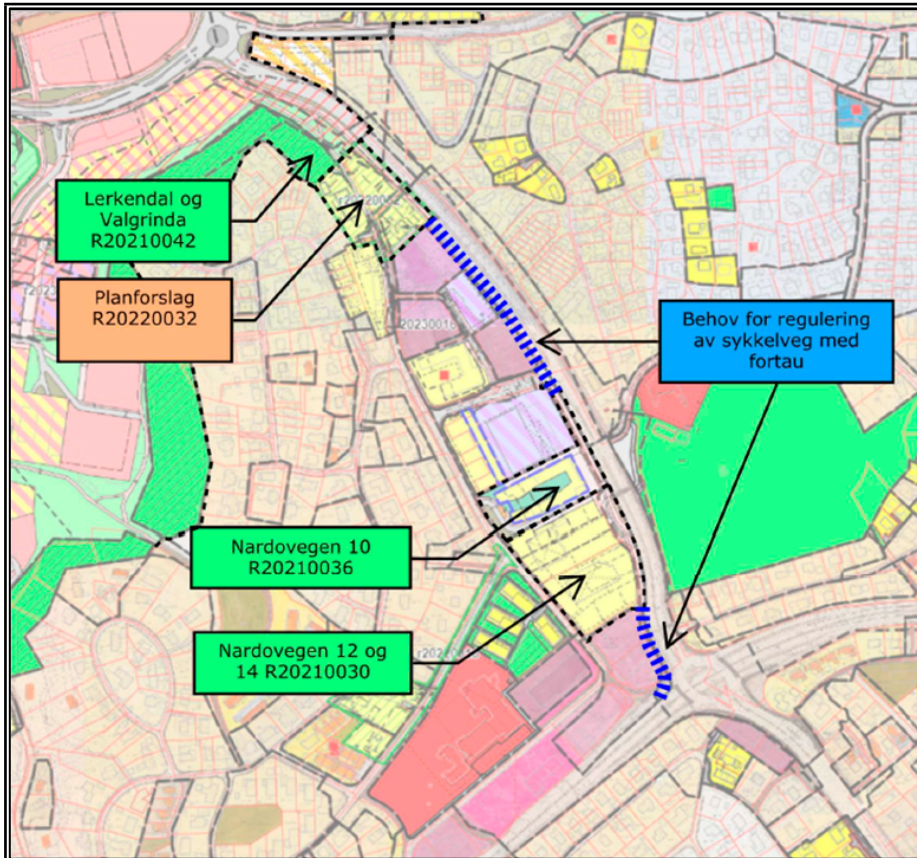 Lerkendal og
Valgrinda
R20210042
Planforslag
R20220032
Behov for regulering
av sykkelveg med
fortau
Nardovegen 10
R20210036
Nardovegen 12 og
14 R20210030